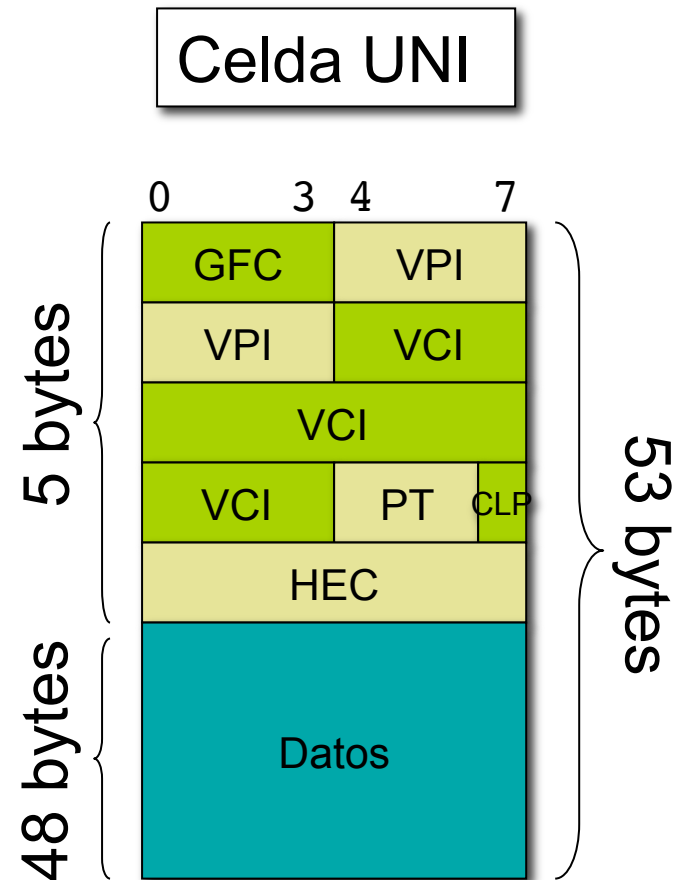 Celda UNI
0 3 4 7
GFC VPI
VPI VCI
VCI
VCI PT CLP
HEC
Datos
5 bytes
48 bytes
53 bytes